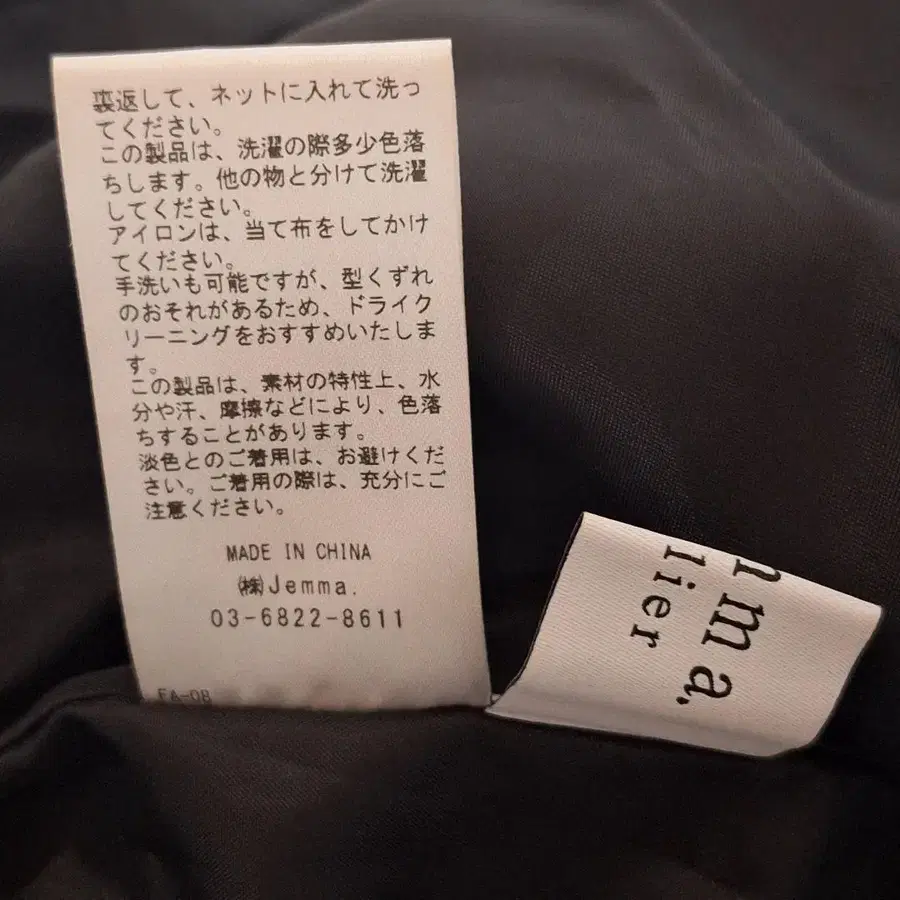 裏返して、ネットに入れて洗っ
てください。
この製品は、洗濯の際多少色落
ちします。他の物と分けて洗濯
してください。
アイロンは、当て布をしてかけ
てください。
手洗いも可能ですが、型くずれ
のおそれがあるため、ドライク
リーニングをおすすめいたしま
す。
この製品は、素材の特性上、水
分や汗、摩擦などにより、色落
ちすることがあります。
淡色とのご着用は、お避けくだ
さい。ご着用の際は、充分にご
注意ください。
MADE IN CHINA
㈱Jemma.
03-6822-8611
FA-08
mma.
lier